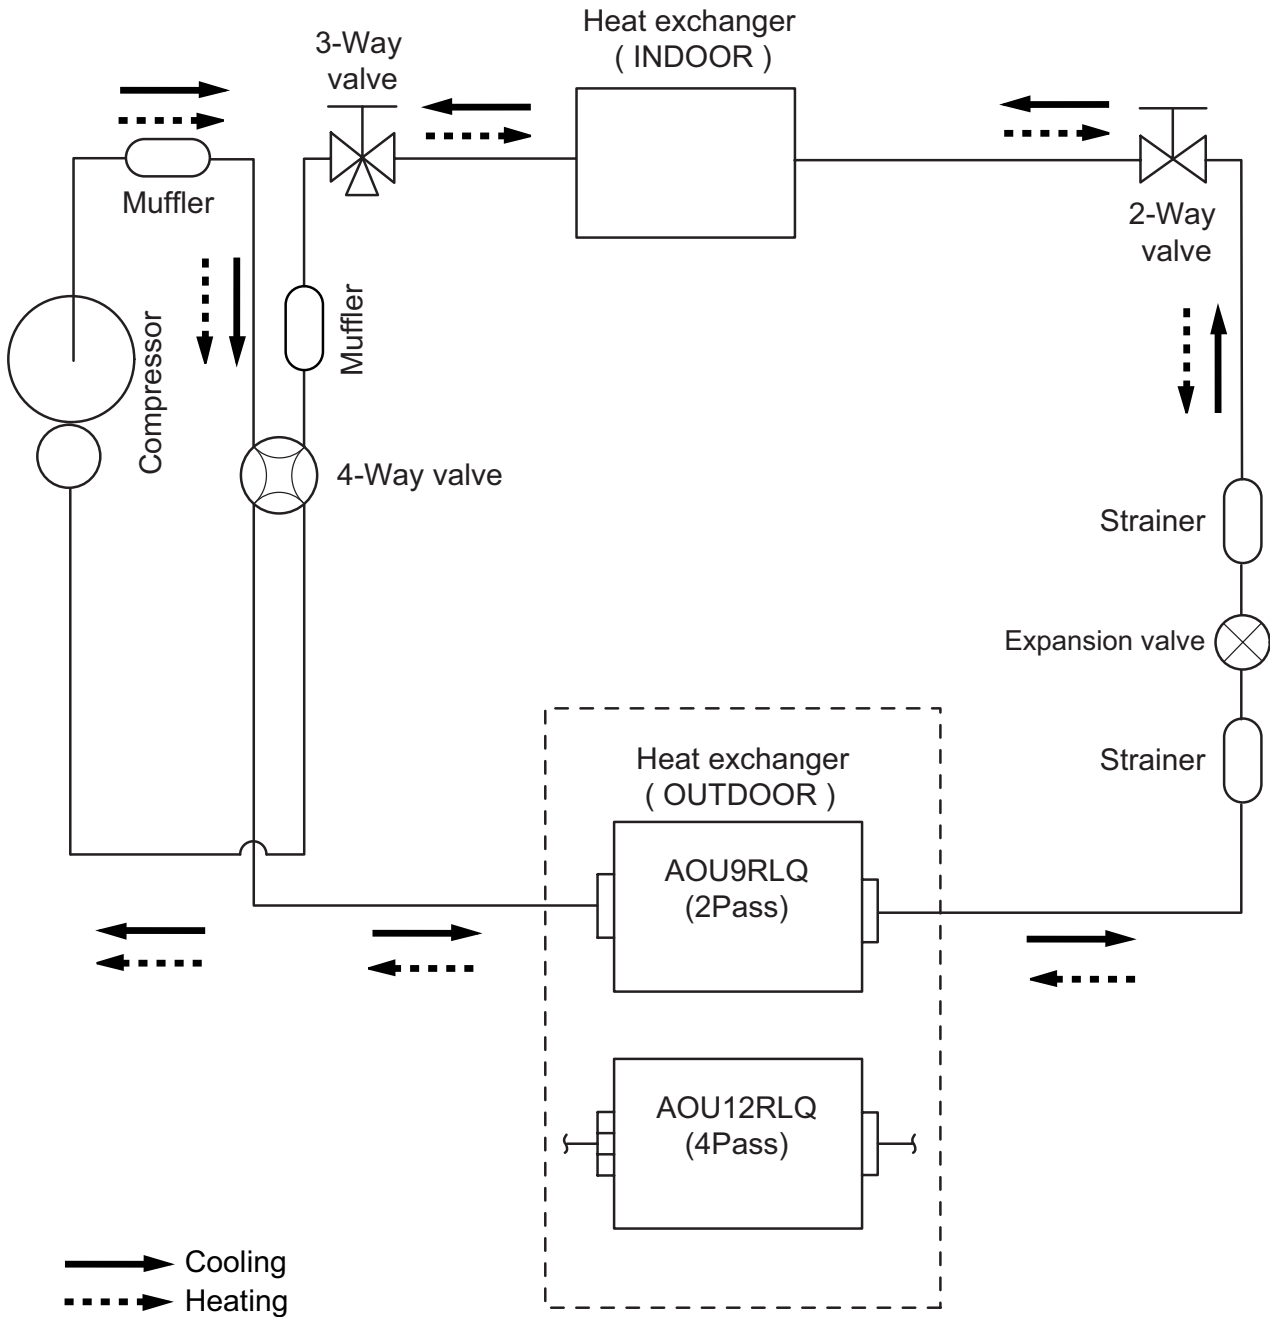 Heat exchanger
( INDOOR )
3-Way
valve
Muffler
2-Way
valve
Muffler
Compressor
4-Way valve
Strainer
Expansion valve
Strainer
Heat exchanger
( OUTDOOR )
AOU9RLQ
(2Pass)
AOU12RLQ
(4Pass)
Cooling
Heating